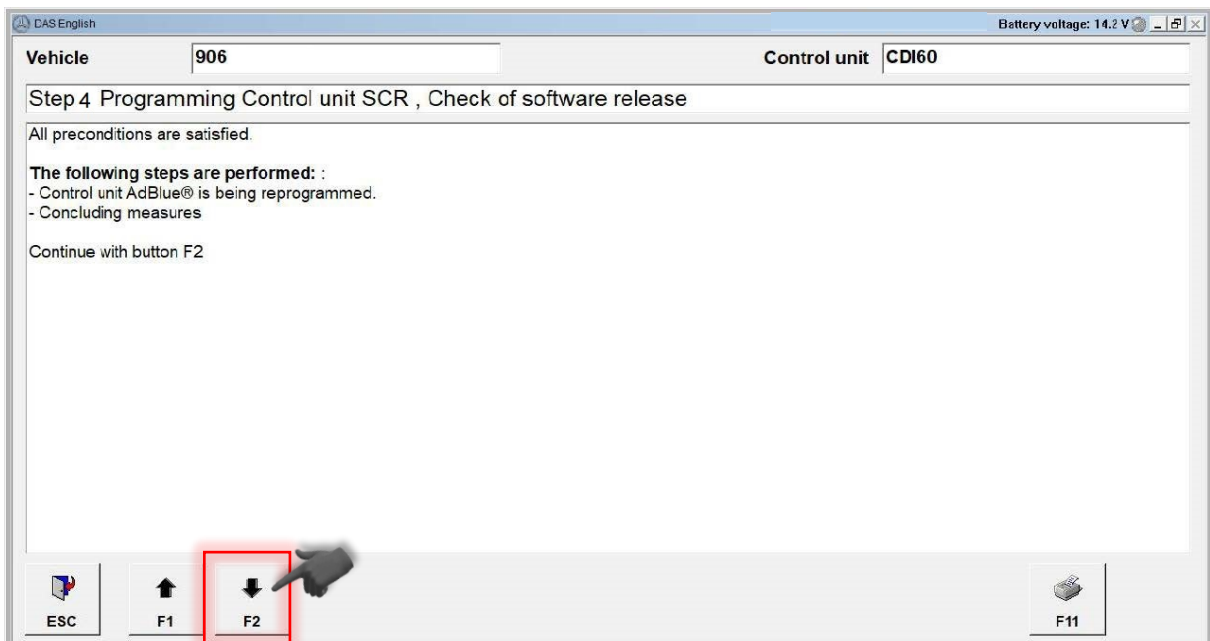 DAS English
Battery voltage: 14.2 V
Vehicle 906 Control unit CDI60
Step 4 Programming Control unit SCR , Check of software release
All preconditions are satisfied.
The following steps are performed: :
- Control unit AdBlue® is being reprogrammed.
- Concluding measures
Continue with button F2
ESC F1 F2 F11